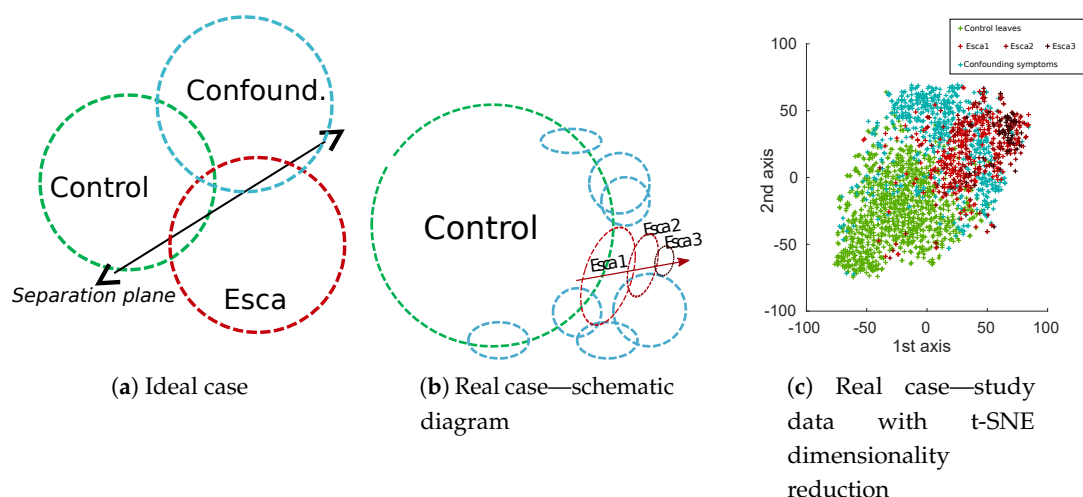 Control
Confound.
Esca
Separation plane
(a) Ideal case
Control
Esca1
Esca2
Esca3
(b) Real case—schematic
diagram
Control leaves
Esca1 Esca2 Esca3
Confounding symptoms
2nd axis
100
50
0
-50
-100
-100 -50 0 50 100
1st axis
(c) Real case—study
data with t-SNE
dimensionality
reduction